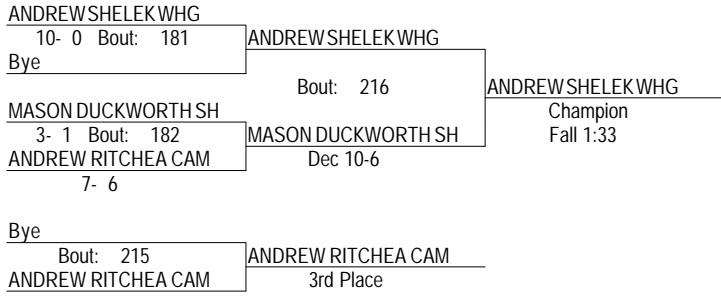 ANDREW SHELEK WHG
10- 0 Bout: 181
Bye
ANDREW SHELEK WHG
Bout: 216
MASON DUCKWORTH SH
3- 1 Bout: 182
ANDREW RITCHEA CAM
7- 6
MASON DUCKWORTH SH
Dec 10-6
ANDREW SHELEK WHG
Champion
Fall 1:33
Bye
Bout: 215
ANDREW RITCHEA CAM
ANDREW RITCHEA CAM
3rd Place